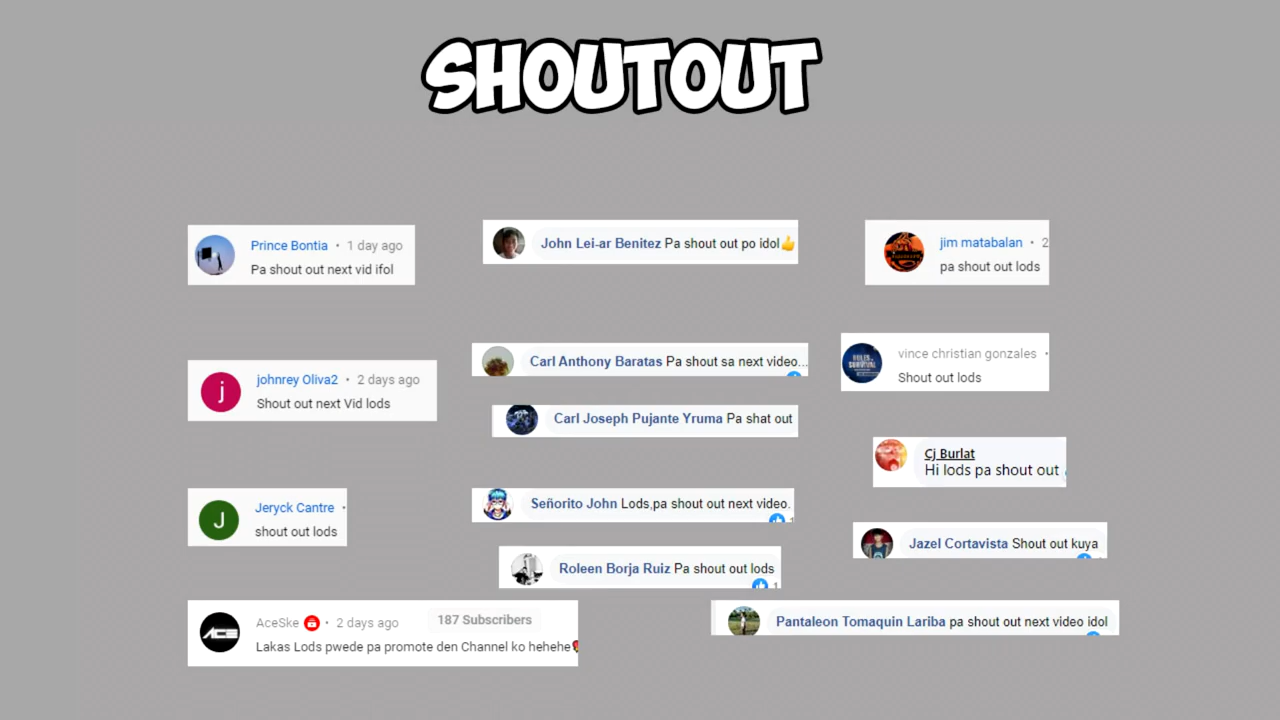 SHOUTOUT
Prince Bontia • 1 day ago
Pa shout out next vid ifol
John Lei-ar Benitez Pa shout out po idol👍
jim matabalan • 2
pa shout out lods
johnrey Oliva2 • 2 days ago
Shout out next Vid lods
Carl Anthony Baratas Pa shout sa next video...
vince christian gonzales •
Shout out lods
Carl Joseph Pujante Yruma Pa shat out
Cj Burlat
Hi lods pa shout out
Jeryck Cantre •
shout out lods
Señorito John Lods,pa shout out next video.
1
Jazel Cortavista Shout out kuya
Roleen Borja Ruiz Pa shout out lods
1
AceSke • 2 days ago 187 Subscribers
Lakas Lods pwede pa promote den Channel ko hehehe
ACE
Pantaleon Tomaquin Lariba pa shout out next video idol